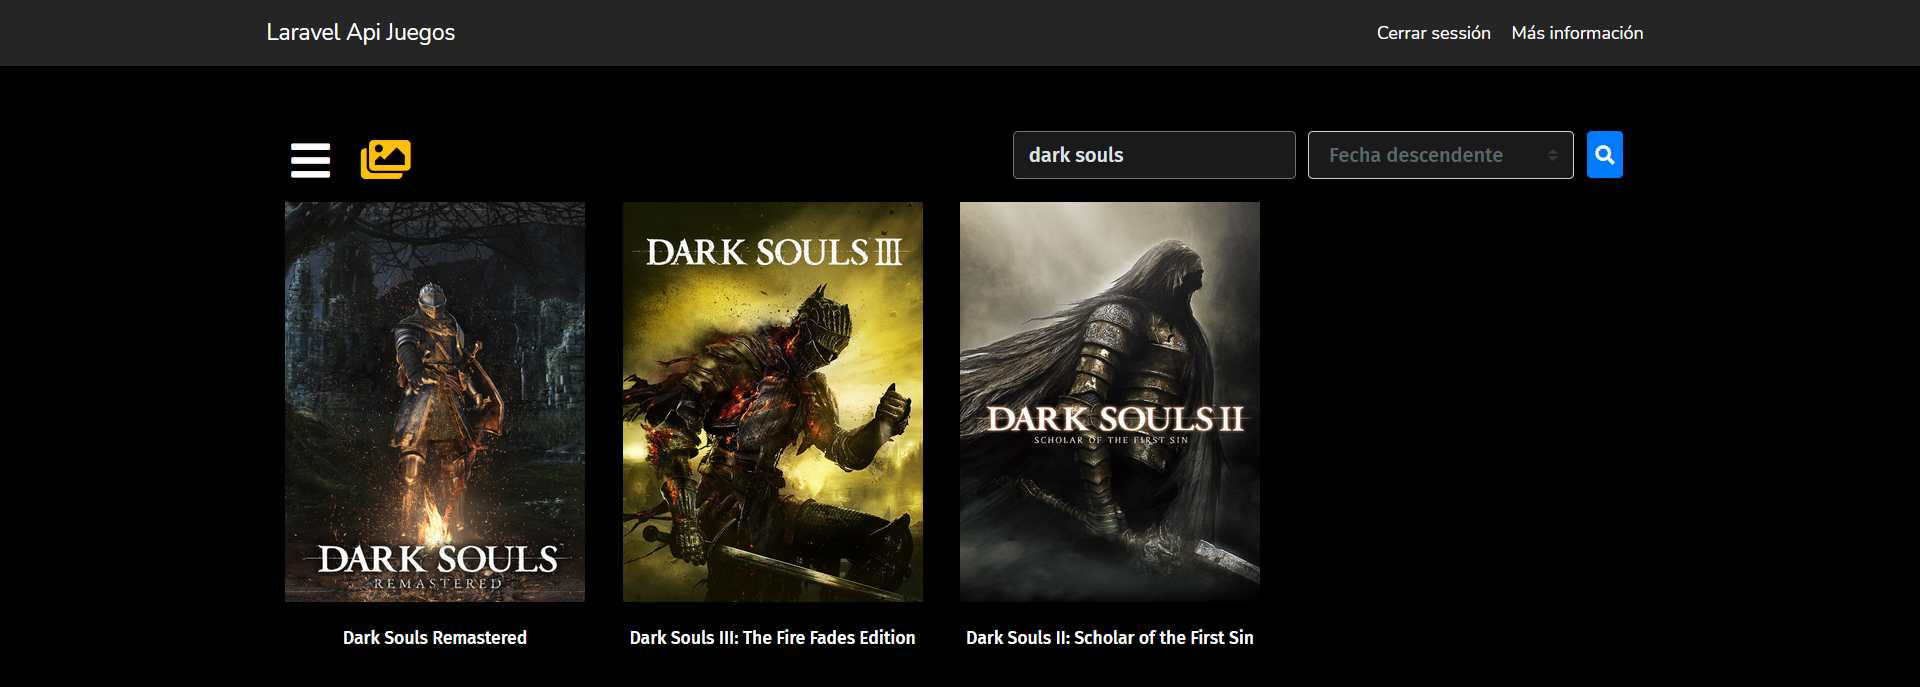 Laravel Api Juegos
Cerrar sessión
Más información
dark souls
Fecha descendente
DARK SOULS
REMASTERED
DARK SOULS III
DARK SOULS II
SCHOLAR OF THE FIRST SIN
Dark Souls Remastered
Dark Souls III: The Fire Fades Edition
Dark Souls II: Scholar of the First Sin